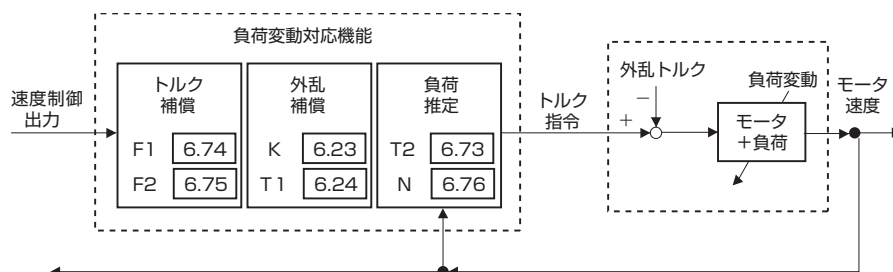 負荷変動対応機能
速度制御
出力
トルク
補償
F1 6.74
F2 6.75
外乱
補償
K 6.23
T1 6.24
負荷
推定
T2 6.73
N 6.76
トルク
指令
外乱トルク
−
+
負荷変動
モータ
+負荷
モータ
速度